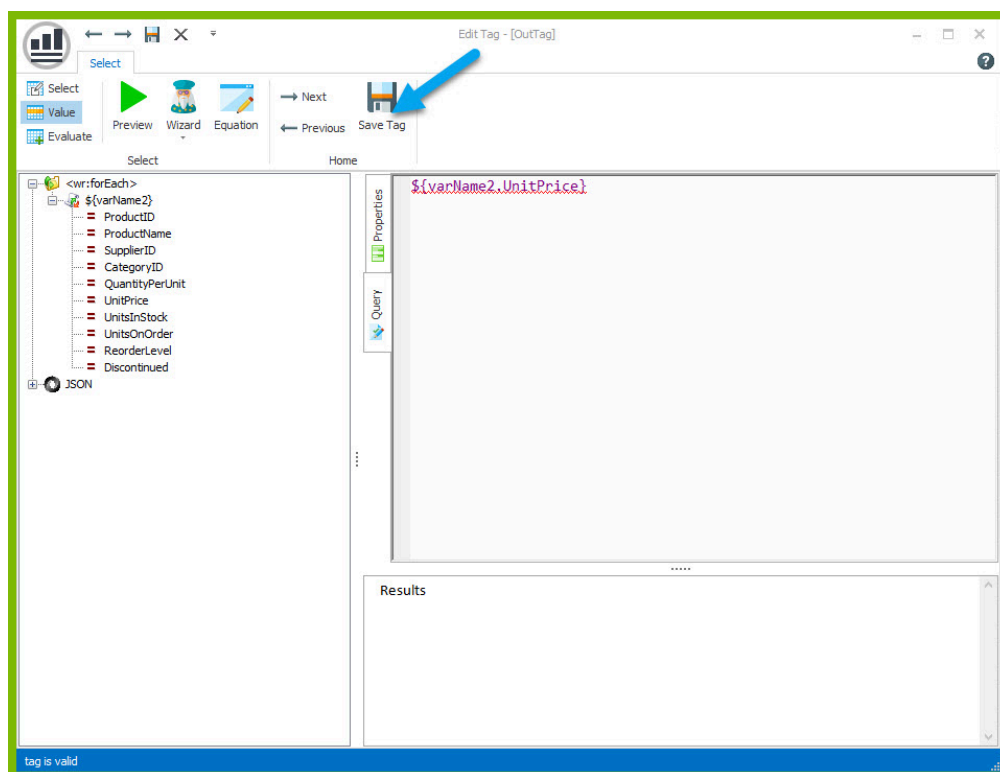 Edit Tag - [OutTag]
Select
Select
Value
Evaluate
Preview
Wizard
Equation
Next
Previous
Save Tag
Select
Home
<wr:forEach>
${varName2}
ProductID
ProductName
SupplierID
CategoryID
QuantityPerUnit
UnitPrice
UnitsInStock
UnitsOnOrder
ReorderLevel
Discontinued
JSON
Properties
Query
${varName2.UnitPrice}
Results
tag is valid